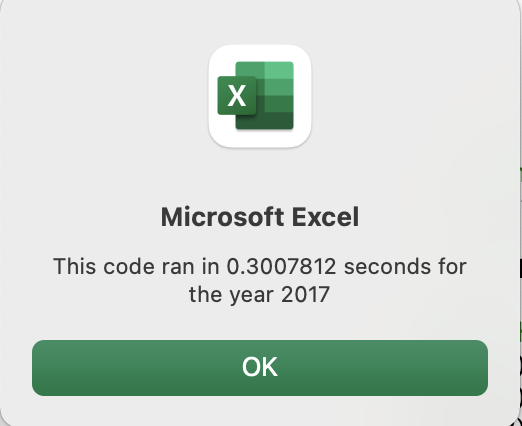 X
Microsoft Excel
This code ran in 0.3007812 seconds for
the year 2017
OK